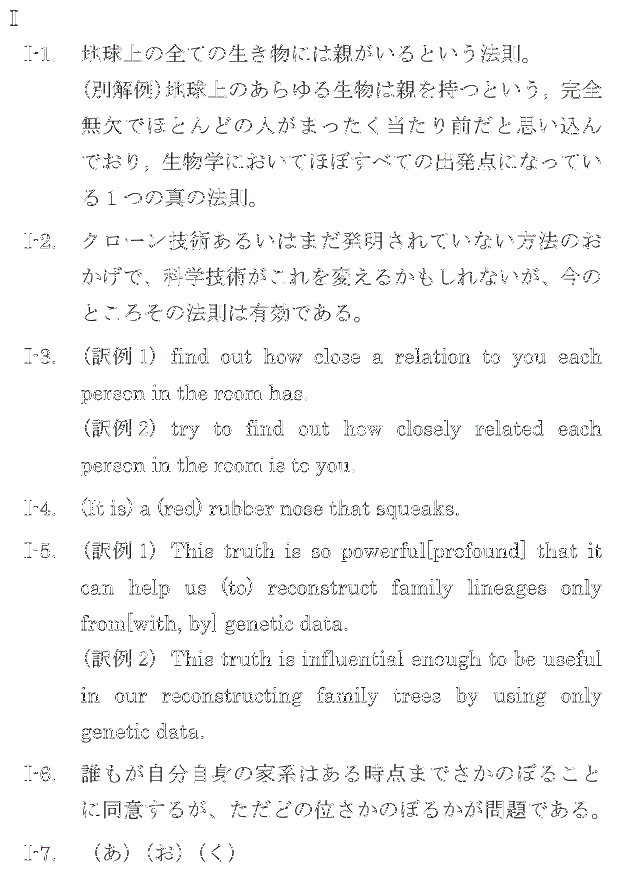 I
I-1. 地球上の全ての生き物には親がいるという法則。
(別解例)地球上のあらゆる生物は親を持つという，完全
無欠でほとんどの人がまったく当たり前だと思い込ん
でおり，生物学においてほぼすべての出発点になってい
る１つの真の法則。
I-2. クローン技術あるいはまだ発明されていない方法のお
かげで、科学技術がこれを変えるかもしれないが、今の
ところその法則は有効である。
I-3. (訳例1) find out how close a relation to you each
person in the room has.
(訳例2) try to find out how closely related each
person in the room is to you.
I-4. (It is) a (red) rubber nose that squeaks.
I-5. (訳例1) This truth is so powerful[profound] that it
can help us (to) reconstruct family lineages only
from[with, by] genetic data.
(訳例2) This truth is influential enough to be useful
in our reconstructing family trees by using only
genetic data.
I-6. 誰もが自分自身の家系はある時点までさかのぼること
に同意するが、ただどの位さかのぼるかが問題である。
I-7. （あ）（お）（く）